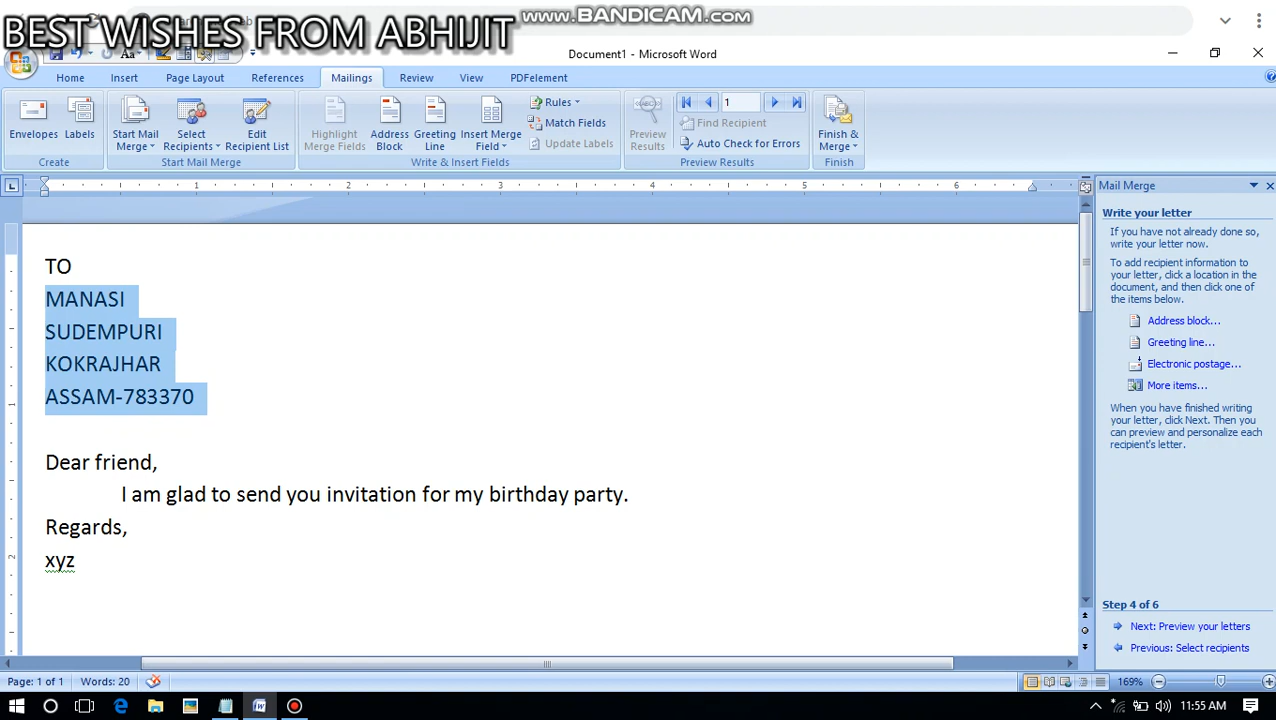 www.BANDICAM.com
BEST WISHES FROM ABHIJIT
Document1 - Microsoft Word
Home
Insert
Page Layout
References
Mailings
Review
View
PDFelement
Envelopes
Labels
Create
Start Mail Merge
Select Recipients
Edit Recipient List
Start Mail Merge
Highlight Merge Fields
Address Block
Greeting Line
Insert Merge Field
Rules
Match Fields
Update Labels
Write & Insert Fields
Preview Results
1
Find Recipient
Auto Check for Errors
Preview Results
Finish & Merge
Finish
1 2 3 4 5 6
TO
MANASI
SUDEMPURI
KOKRAJHAR
ASSAM-783370
Dear friend,
I am glad to send you invitation for my birthday party.
Regards,
xyz
Mail Merge
Write your letter
If you have not already done so,
write your letter now.
To add recipient information to
your letter, click a location in the
document, and then click one of
the items below.
Address block...
Greeting line...
Electronic postage...
More items...
When you have finished writing
your letter, click Next. Then you
can preview and personalize each
recipient's letter.
Step 4 of 6
Next: Preview your letters
Previous: Select recipients
Page: 1 of 1
Words: 20
169%
11:55 AM